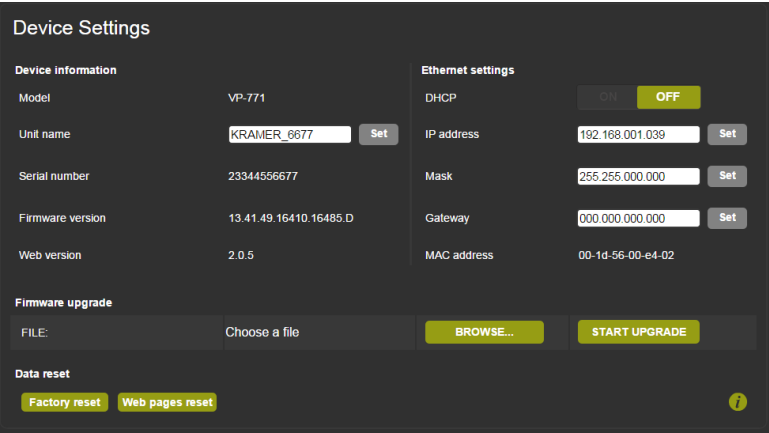 Device Settings
Device information
Model VP-771
Unit name KRAMER_6677 Set
Serial number 23344556677
Firmware version 13.41.49.16410.16485.D
Web version 2.0.5
Ethernet settings
DHCP ON OFF
IP address 192.168.001.039 Set
Mask 255.255.000.000 Set
Gateway 000.000.000.000 Set
MAC address 00-1d-56-00-e4-02
Firmware upgrade
FILE: Choose a file BROWSE... START UPGRADE
Data reset
Factory reset Web pages reset i